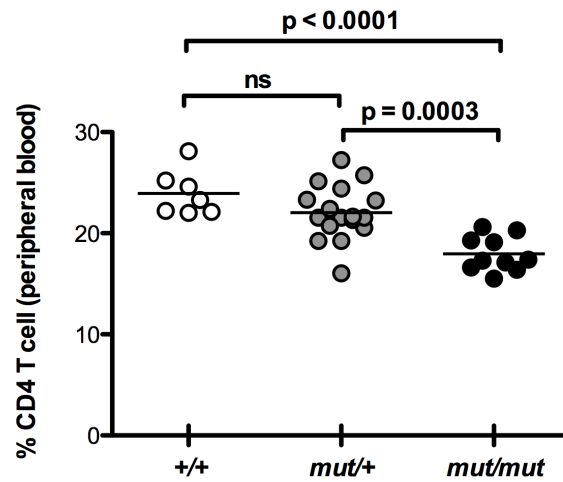 p < 0.0001
ns
p = 0.0003
% CD4 T cell (peripheral blood)
30
20
10
0
+/+
mut/+
mut/mut